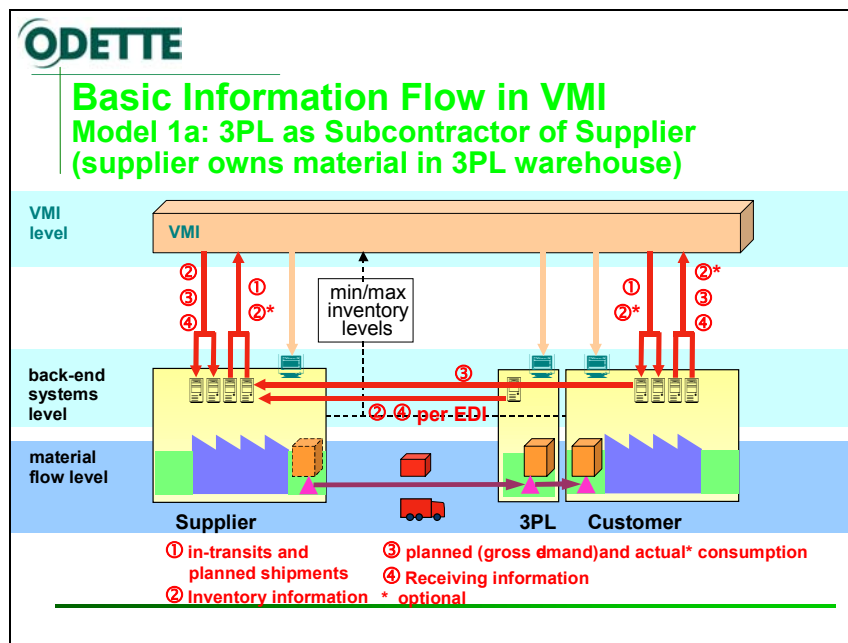 ODETTE
Basic Information Flow in VMI
Model 1a: 3PL as Subcontractor of Supplier
(supplier owns material in 3PL warehouse)
VMI
level
VMI
②
③
④
①
②*
min/max
inventory
levels
①
②*
②*
③
④
back-end
systems
level
③
② ④ per EDI
material
flow level
Supplier
3PL
Customer
① in-transits and
planned shipments
② Inventory information
③ planned (gross demand)and actual* consumption
④ Receiving information
* optional